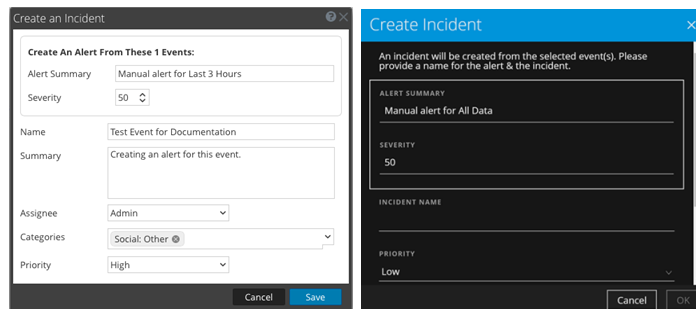 Create an Incident
Create An Alert From These 1 Events:
Alert Summary Manual alert for Last 3 Hours
Severity 50
Name Test Event for Documentation
Summary Creating an alert for this event.
Assignee Admin
Categories Social: Other
Priority High
Cancel Save
Create Incident
An incident will be created from the selected event(s). Please
provide a name for the alert & the incident.
ALERT SUMMARY
Manual alert for All Data
SEVERITY
50
INCIDENT NAME
PRIORITY
Low
Cancel OK